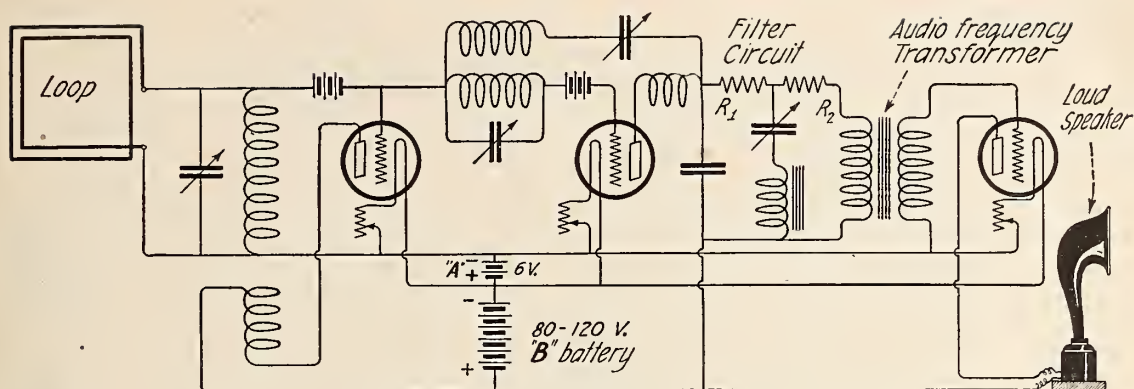 Loop
Filter
Circuit
Audio frequency
Transformer
Loud
Speaker
R1
R2
"A" - +
6V.
-
80-120 V.
"B" battery
+